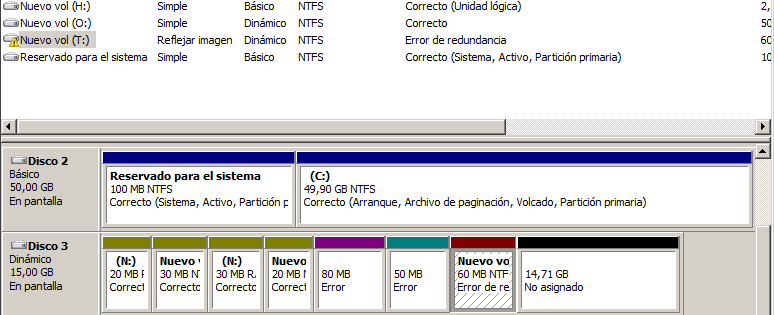 Nuevo vol (H:) Simple Básico NTFS Correcto (Unidad lógica) 2,
Nuevo vol (O:) Simple Dinámico NTFS Correcto 50
Nuevo vol (T:) Reflejar imagen Dinámico NTFS Error de redundancia 60
Reservado para el sistema Simple Básico NTFS Correcto (Sistema, Activo, Partición primaria) 10
Disco 2
Básico
50,00 GB
En pantalla
Reservado para el sistema
100 MB NTFS
Correcto (Sistema, Activo, Partición p
(C:)
49,90 GB NTFS
Correcto (Arranque, Archivo de paginación, Volcado, Partición primaria)
Disco 3
Dinámico
15,00 GB
En pantalla
(N:)
20 MB R
Correct
Nuevo v
30 MB NT
Correctc
(N:)
30 MB R
Correct
Nuevo
20 MB N
Correct
80 MB
Error
50 MB
Error
Nuevo vo
60 MB NTF
Error de re
14,71 GB
No asignado